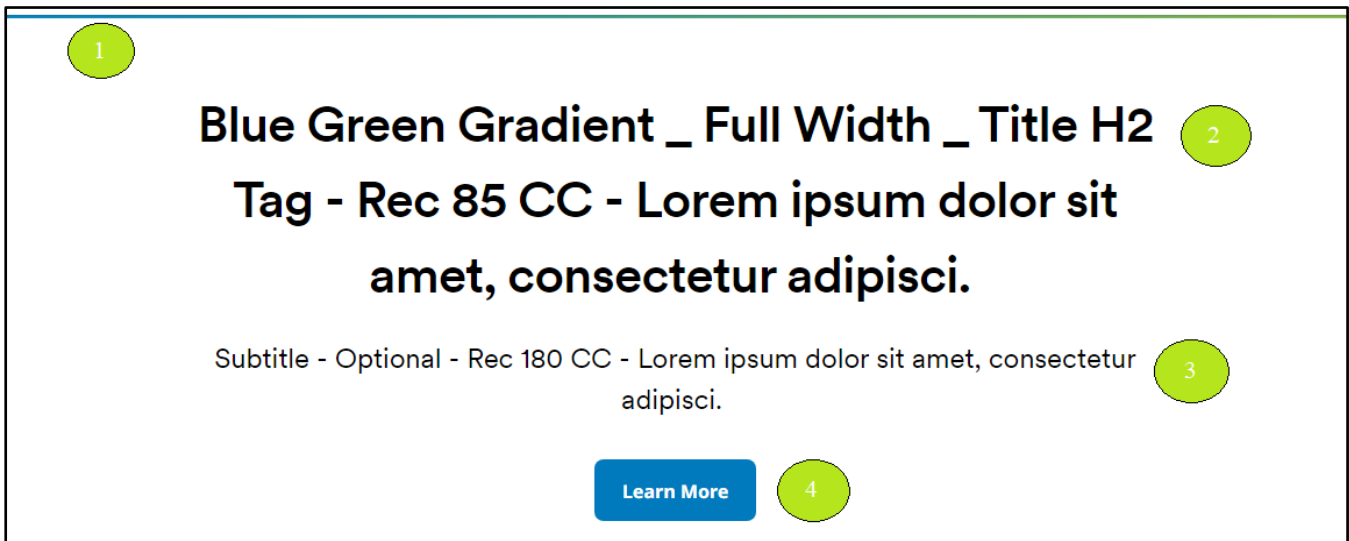 1
Blue Green Gradient _ Full Width _ Title H2
2
Tag - Rec 85 CC - Lorem ipsum dolor sit
amet, consectetur adipisci.
Subtitle - Optional - Rec 180 CC - Lorem ipsum dolor sit amet, consectetur
3
adipisci.
Learn More
4